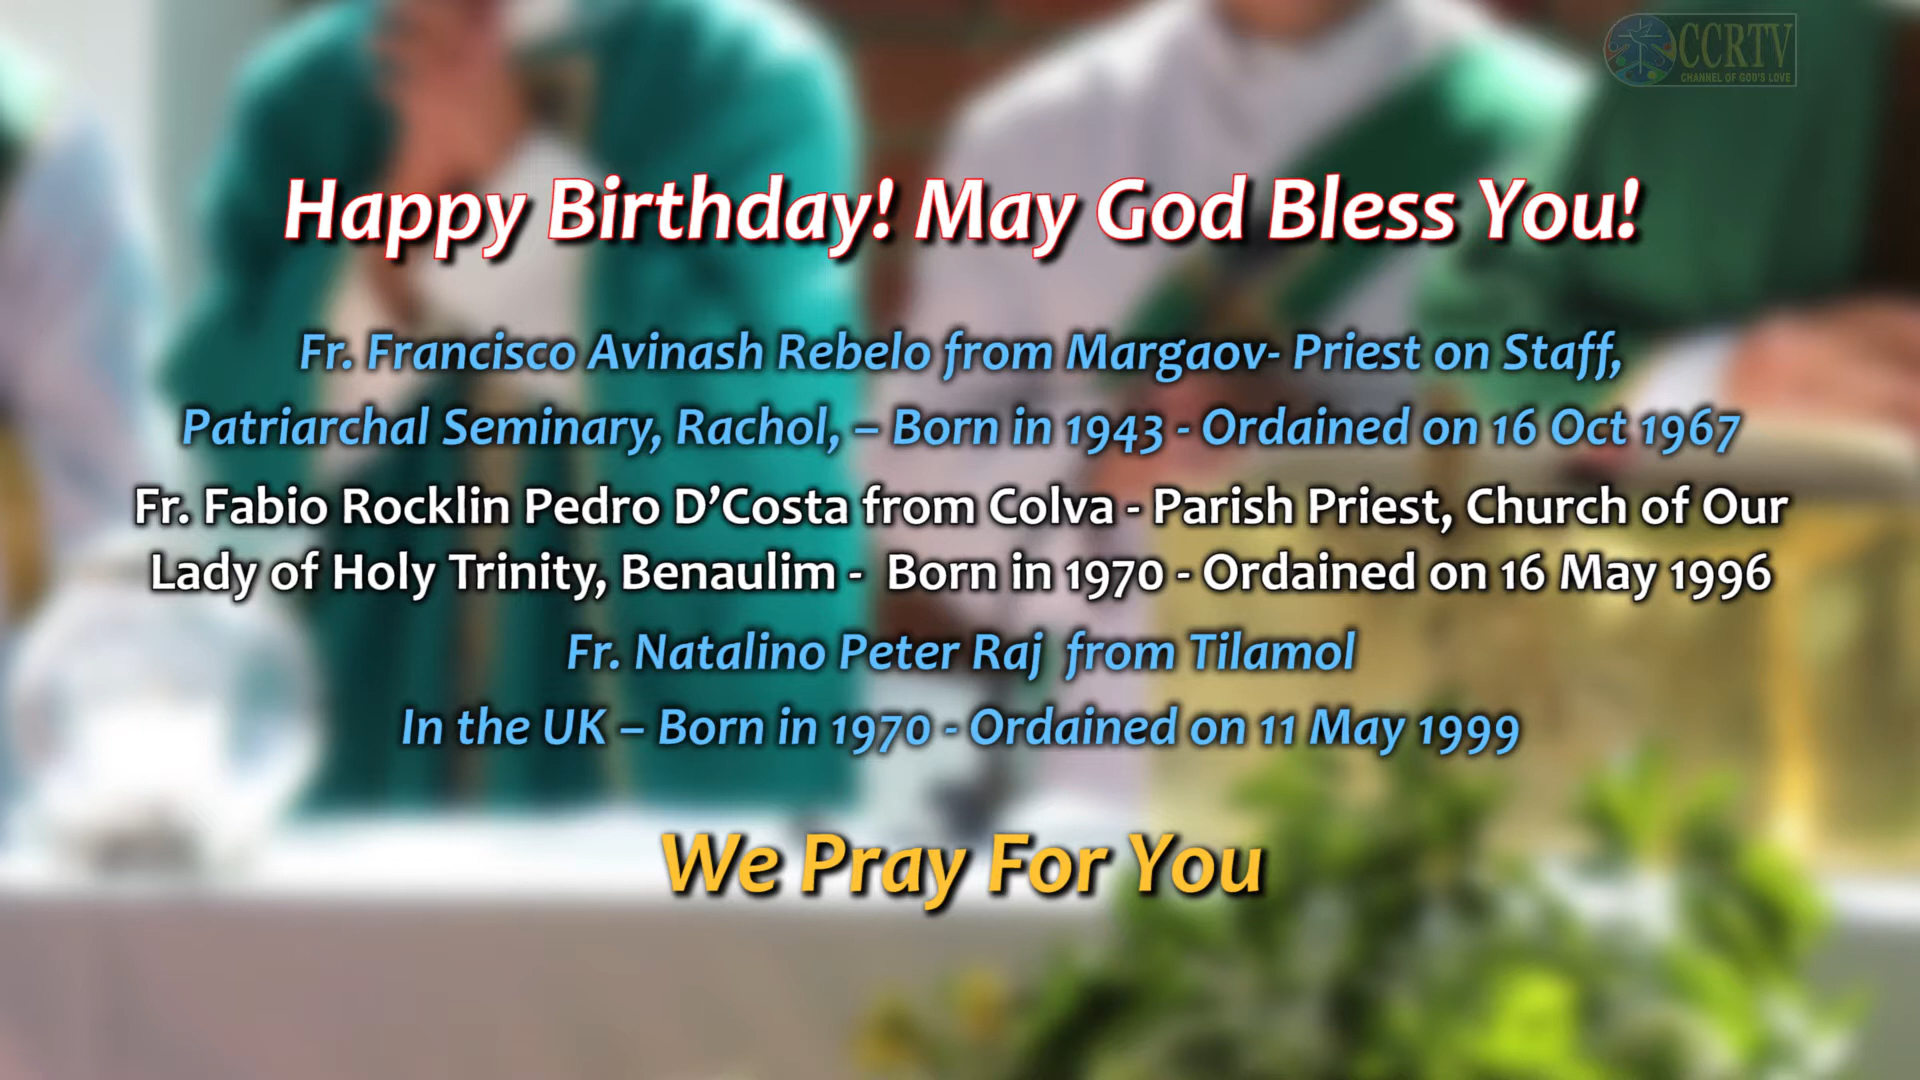 CCRTV
CHANNEL OF GOD'S LOVE
Happy Birthday! May God Bless You!
Fr. Francisco Avinash Rebelo from Margaov- Priest on Staff,
Patriarchal Seminary, Rachol, – Born in 1943 - Ordained on 16 Oct 1967
Fr. Fabio Rocklin Pedro D’Costa from Colva - Parish Priest, Church of Our
Lady of Holy Trinity, Benaulim -  Born in 1970 - Ordained on 16 May 1996
Fr. Natalino Peter Raj  from Tilamol
In the UK – Born in 1970 - Ordained on 11 May 1999
We Pray For You